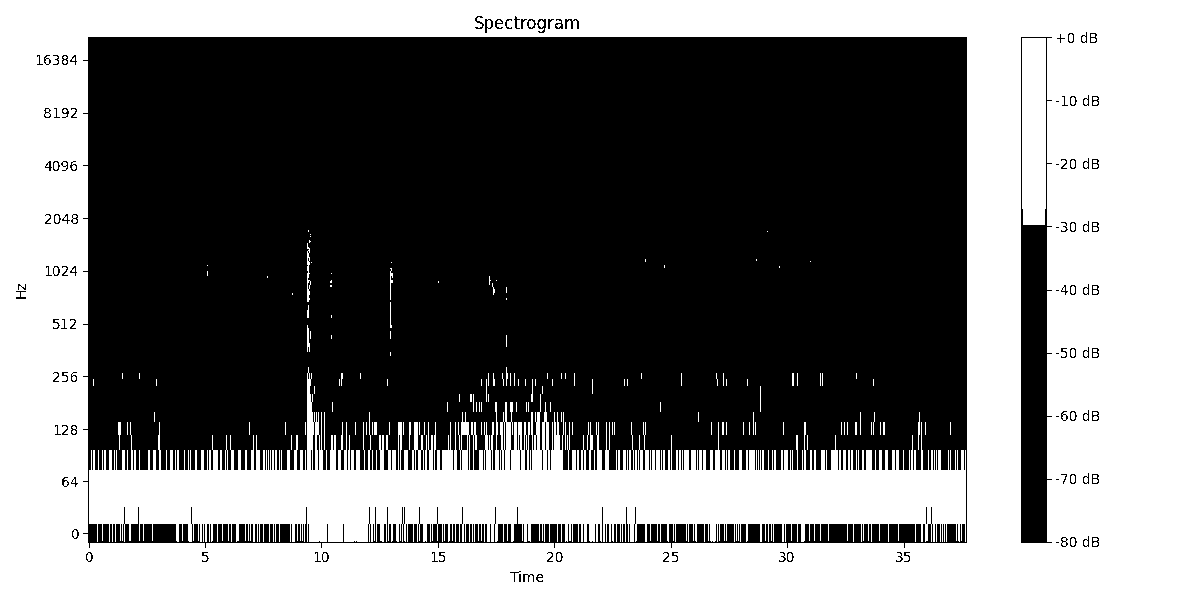 Spectrogram
16384
8192
4096
2048
1024
512
256
128
64
0
Hz
0 5 10 15 20 25 30 35
Time
+0 dB
-10 dB
-20 dB
-30 dB
-40 dB
-50 dB
-60 dB
-70 dB
-80 dB